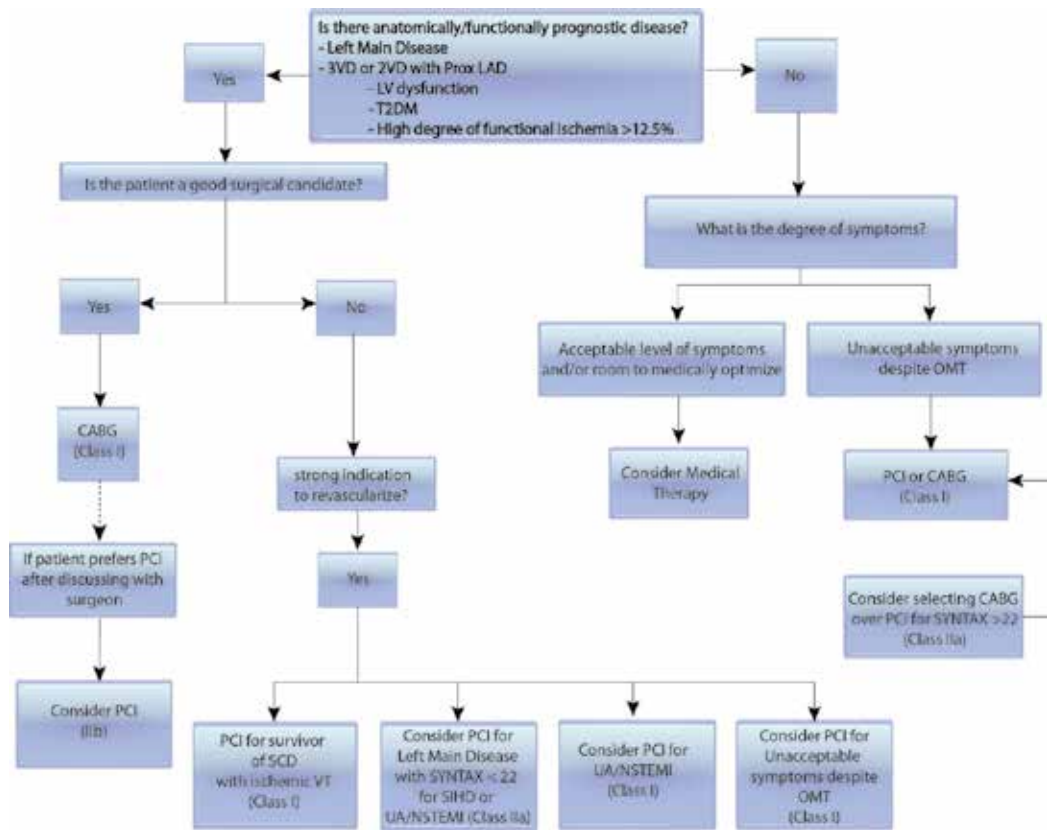 Is there anatomically/functionally prognostic disease?
- Left Main Disease
- 3VD or 2VD with Prox LAD
- LV dysfunction
- T2DM
- High degree of functional ischemia >12.5%
Yes
No
Is the patient a good surgical candidate?
What is the degree of symptoms?
Yes
No
Acceptable level of symptoms
and/or room to medically optimize
Unacceptable symptoms
despite OMT
CABG
(Class I)
strong indication
to revascularize?
Consider Medical
Therapy
PCI or CABG
(Class I)
If patient prefers PCI
after discussing with
surgeon
Yes
Consider selecting CABG
over PCI for SYNTAX >22
(Class IIa)
Consider PCI
(IIb)
PCI for survivor
of SCD
with ischemic VT
(Class I)
Consider PCI for
Left Main Disease
with SYNTAX < 22
for SIHD or
UA/NSTEMI (Class IIa)
Consider PCI for
UA/NSTEMI
(Class I)
Consider PCI for
Unacceptable
symptoms despite
OMT
(Class I)